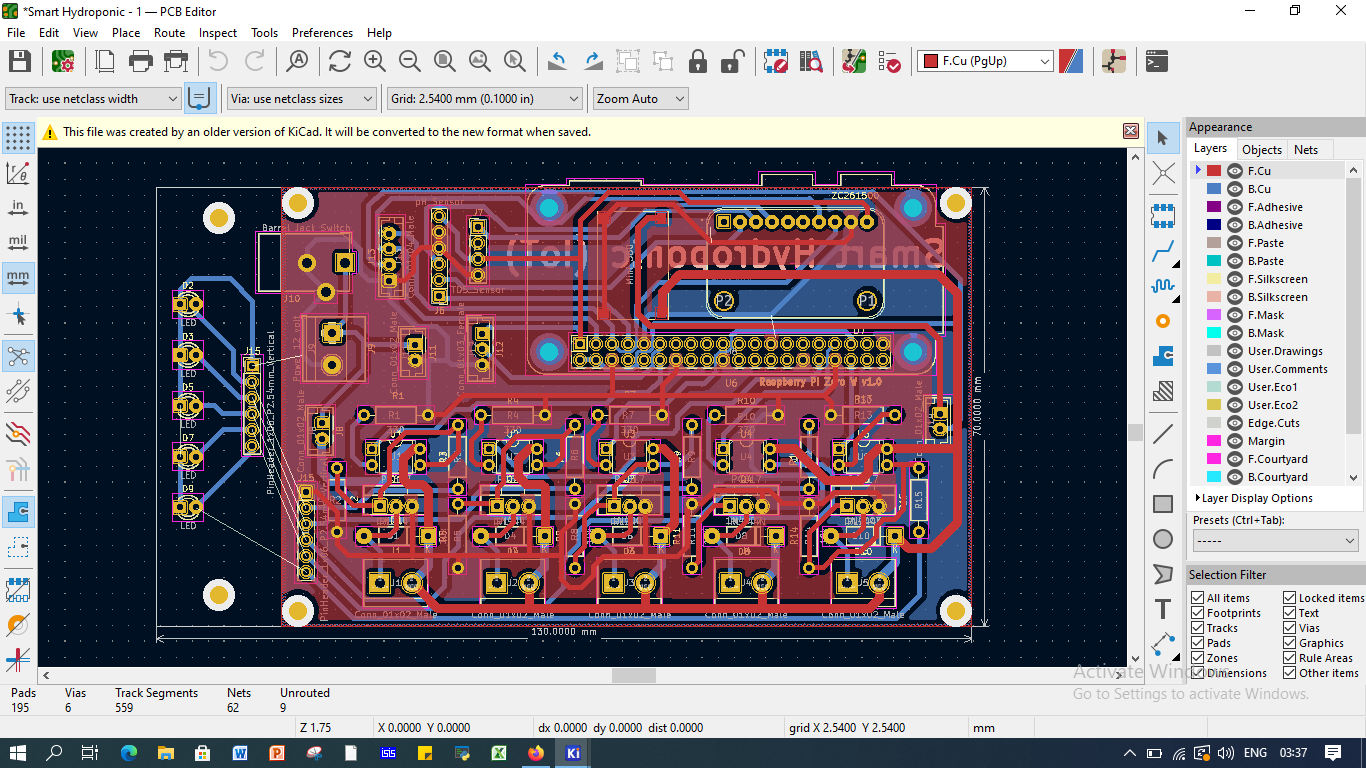 *Smart Hydroponic - 1 — PCB Editor
File Edit View Place Route Inspect Tools Preferences Help
F.Cu (PgUp)
Track: use netclass width
Via: use netclass sizes
Grid: 2.5400 mm (0.1000 in)
Zoom Auto
This file was created by an older version of KiCad. It will be converted to the new format when saved.
in
mil
mm
Barrel Jack Switch
pH Sensor
TDS Sensor
ZC261500
P2
P1
J10
J9
J11
J12
J7
J6
J8
U6
Raspberry Pi Zero W v1.0
D2
LED
D3
LED
D5
LED
D7
LED
D9
LED
J15
PinHeader_1x06_P2.54mm_Vertical
R1
R4
R7
R10
R13
R15
J1
J2
J3
J4
J5
Conn_01x02_Male
Conn_01x02_Male
Conn_01x02_Male
Conn_01x02_Male
Conn_01x02_Male
130.0000 mm
70.0000 mm
Appearance
Layers Objects Nets
F.Cu
B.Cu
F.Adhesive
B.Adhesive
F.Paste
B.Paste
F.Silkscreen
B.Silkscreen
F.Mask
B.Mask
User.Drawings
User.Comments
User.Eco1
User.Eco2
Edge.Cuts
Margin
F.Courtyard
B.Courtyard
Layer Display Options
Presets (Ctrl+Tab):
-----
Selection Filter
All items Locked items
Footprints Text
Tracks Vias
Pads Graphics
Zones Rule Areas
Dimensions Other items
Activate Windows
Go to Settings to activate Windows.
Pads Vias Track Segments Nets Unrouted
195 6 559 62 9
Z 1.75 X 0.0000 Y 0.0000 dx 0.0000 dy 0.0000 dist 0.0000 grid X 2.5400 Y 2.5400 mm
ENG 03:37